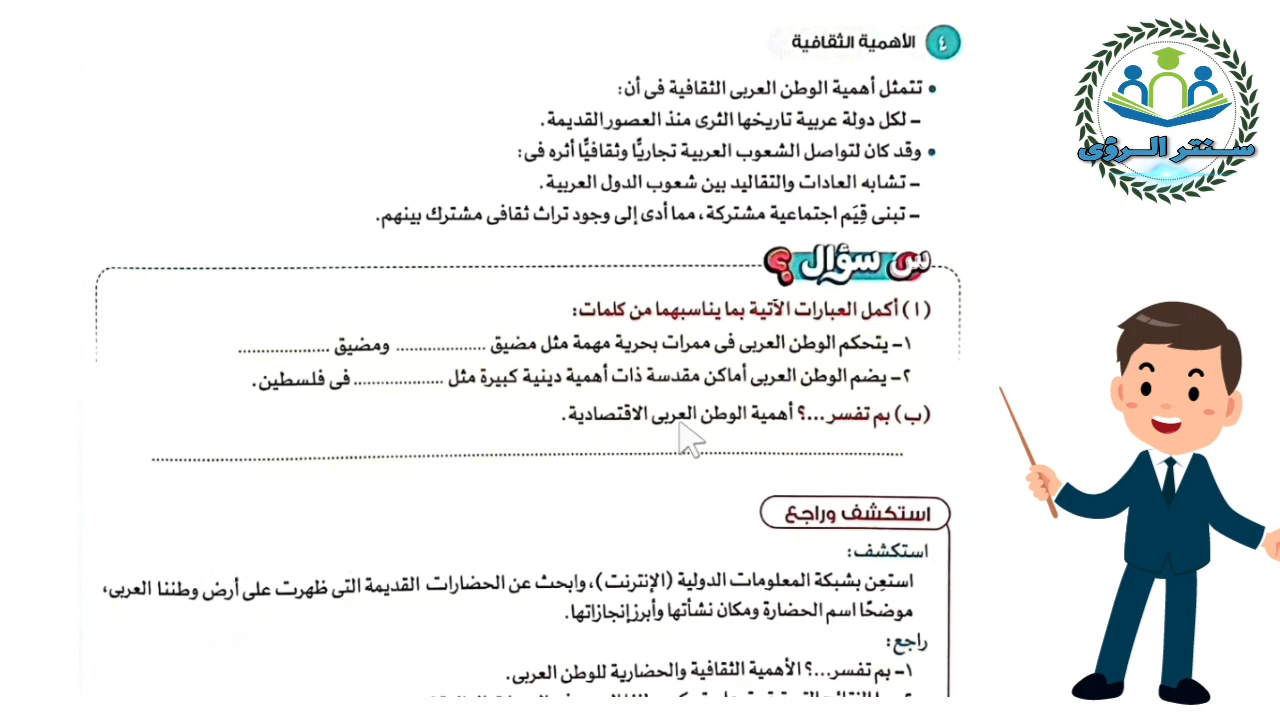 ٤ الأهمية الثقافية
• تتمثل أهمية الوطن العربى الثقافية فى أن:
– لكل دولة عربية تاريخها الثرى منذ العصور القديمة.
• وقد كان لتواصل الشعوب العربية تجاريًّا وثقافيًّا أثره فى:
– تشابه العادات والتقاليد بين شعوب الدول العربية.
– تبنى قِيَم اجتماعية مشتركة، مما أدى إلى وجود تراث ثقافى مشترك بينهم.
س سؤال ؟
(١) أكمل العبارات الآتية بما يناسبهما من كلمات:
١- يتحكم الوطن العربى فى ممرات بحرية مهمة مثل مضيق .................... ومضيق ....................
٢- يضم الوطن العربى أماكن مقدسة ذات أهمية دينية كبيرة مثل .................... فى فلسطين.
(ب) بم تفسر...؟ أهمية الوطن العربى الاقتصادية.
استكشف وراجع
استكشف:
استعِن بشبكة المعلومات الدولية (الإنترنت)، وابحث عن الحضارات القديمة التى ظهرت على أرض وطننا العربى،
موضحًا اسم الحضارة ومكان نشأتها وأبرز إنجازاتها.
راجع:
١- بم تفسر...؟ الأهمية الثقافية والحضارية للوطن العربى.
سنتر الرؤى